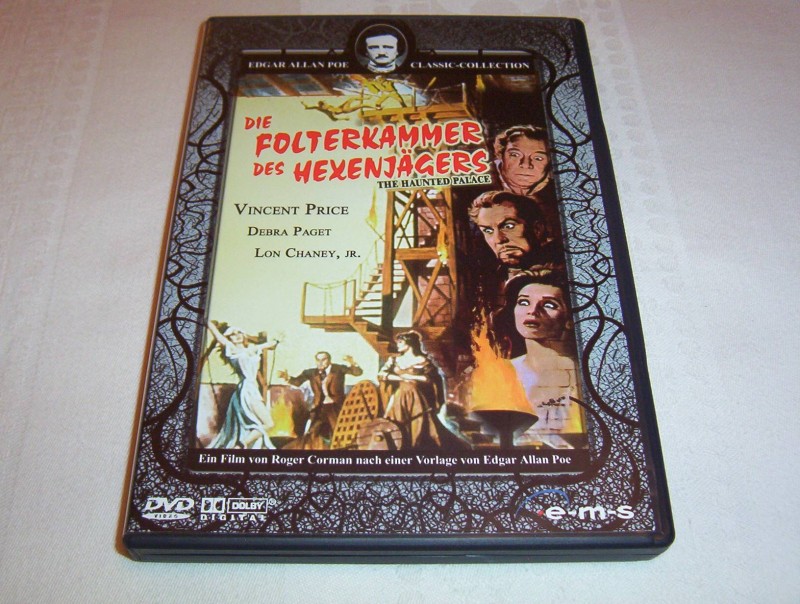 EDGAR ALLAN POE CLASSIC-COLLECTION
DIE
FOLTERKAMMER
DES HEXENJÄGERS
THE HAUNTED PALACE
VINCENT PRICE
DEBRA PAGET
LON CHANEY, JR.
Ein Film von Roger Corman nach einer Vorlage von Edgar Allan Poe
DVD
VIDEO
DOLBY
DIGITAL
e-m-s